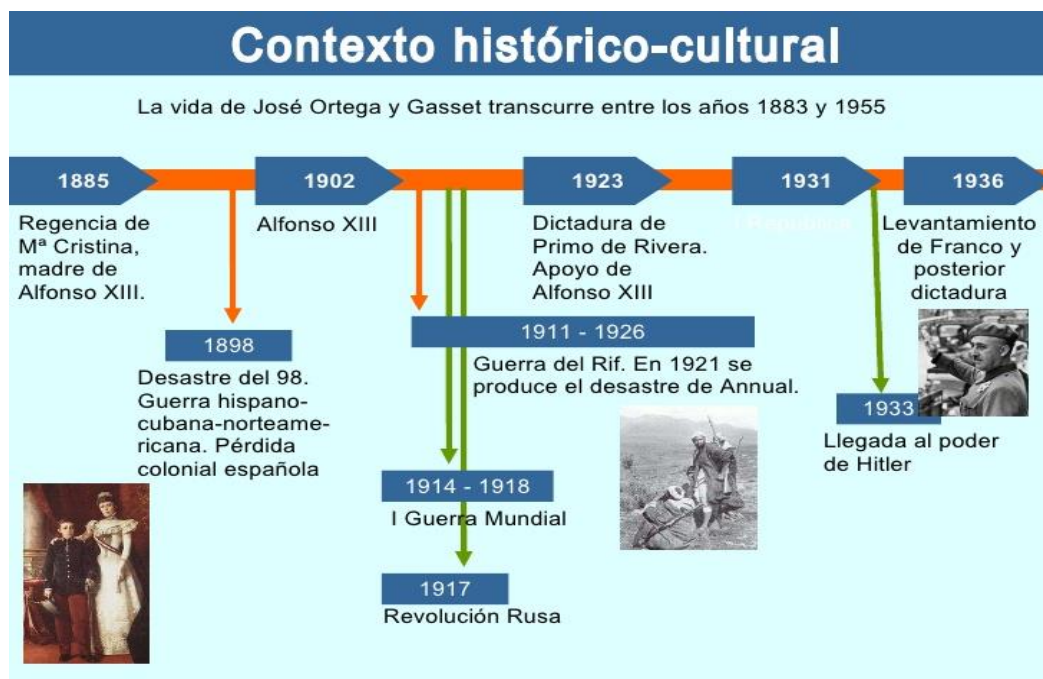 Contexto histórico-cultural
La vida de José Ortega y Gasset transcurre entre los años 1883 y 1955
1885
Regencia de
Mª Cristina,
madre de
Alfonso XIII.
1898
Desastre del 98.
Guerra hispano-
cubana-norteame-
ricana. Pérdida
colonial española
1902
Alfonso XIII
1911 - 1926
Guerra del Rif. En 1921 se
produce el desastre de Annual.
1914 - 1918
I Guerra Mundial
1917
Revolución Rusa
1923
Dictadura de
Primo de Rivera.
Apoyo de
Alfonso XIII
1931
1933
Llegada al poder
de Hitler
1936
Levantamiento
de Franco y
posterior
dictadura